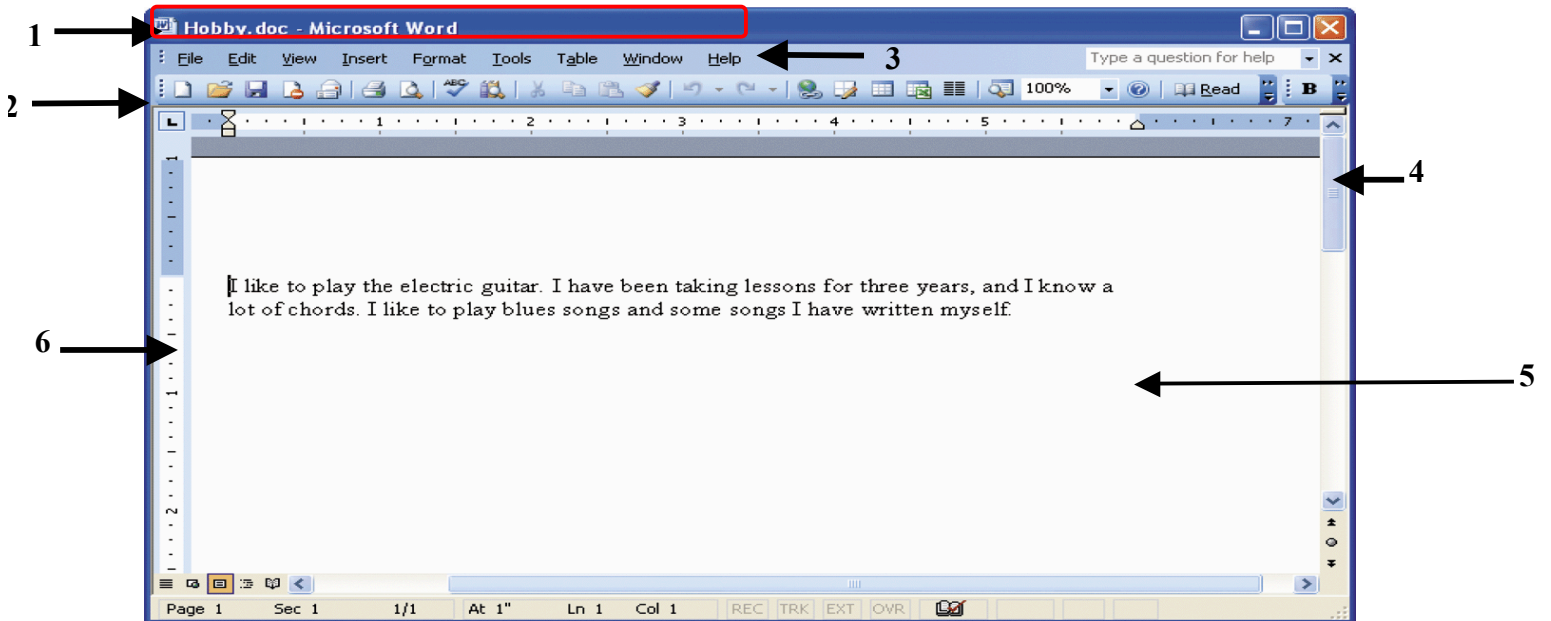 1
Hobby.doc - Microsoft Word
File Edit View Insert Format Tools Table Window Help
3
Type a question for help
2
ABC
100%
Read
B
L
1 2 3 4 5 7
1
4
I like to play the electric guitar. I have been taking lessons for three years, and I know a
lot of chords. I like to play blues songs and some songs I have written myself.
6
5
1
2
Page 1 Sec 1 1/1 At 1" Ln 1 Col 1 REC TRK EXT OVR